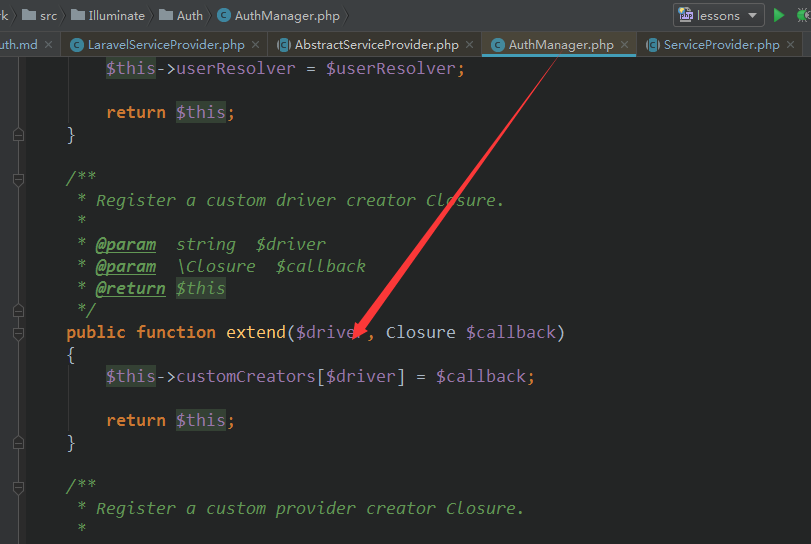 rk src Illuminate Auth AuthManager.php lessons
uth.md LaravelServiceProvider.php AbstractServiceProvider.php AuthManager.php ServiceProvider.php
$this->userResolver = $userResolver;
return $this;
}
/**
* Register a custom driver creator Closure.
*
* @param string $driver
* @param \Closure $callback
* @return $this
*/
public function extend($driver, Closure $callback)
{
$this->customCreators[$driver] = $callback;
return $this;
}
/**
* Register a custom provider creator Closure.
*